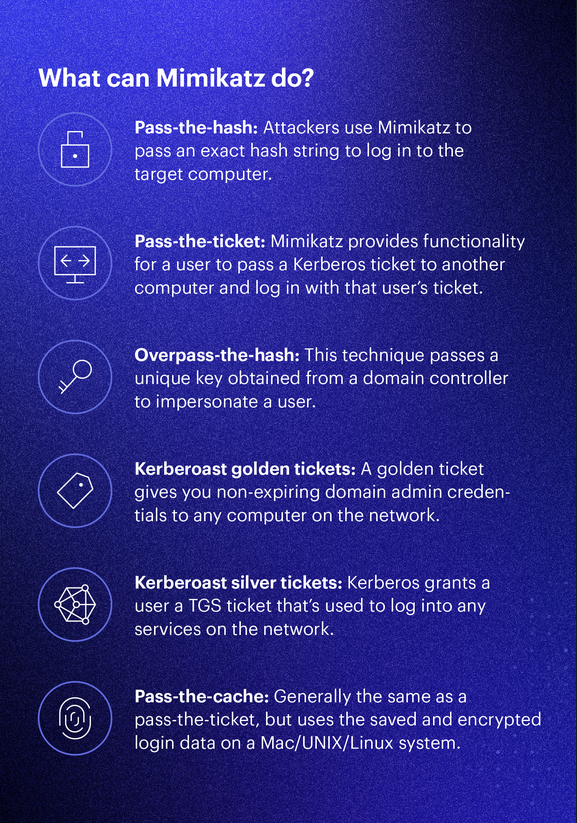 What can Mimikatz do?
Pass-the-hash: Attackers use Mimikatz to
pass an exact hash string to log in to the
target computer.
Pass-the-ticket: Mimikatz provides functionality
for a user to pass a Kerberos ticket to another
computer and log in with that user’s ticket.
Overpass-the-hash: This technique passes a
unique key obtained from a domain controller
to impersonate a user.
Kerberoast golden tickets: A golden ticket
gives you non-expiring domain admin creden-
tials to any computer on the network.
Kerberoast silver tickets: Kerberos grants a
user a TGS ticket that’s used to log into any
services on the network.
Pass-the-cache: Generally the same as a
pass-the-ticket, but uses the saved and encrypted
login data on a Mac/UNIX/Linux system.